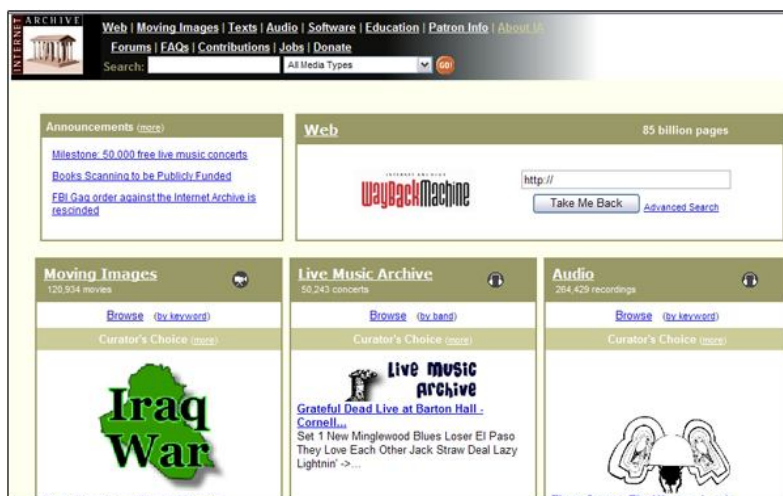 INTERNET ARCHIVE
Web | Moving Images | Texts | Audio | Software | Education | Patron Info | About IA
Forums | FAQs | Contributions | Jobs | Donate
Search: All Media Types GO!
Announcements (more)
Milestone: 50,000 free live music concerts
Books Scanning to be Publicly Funded
FBI Gag order against the Internet Archive is
rescinded
Web 85 billion pages
INTERNET ARCHIVE
WayBackMachine
http://
Take Me Back Advanced Search
Moving Images
120,934 movies
Browse (by keyword)
Curator's Choice (more)
Iraq
War
Live Music Archive
50,243 concerts
Browse (by band)
Curator's Choice (more)
Live Music
Archive
Grateful Dead Live at Barton Hall -
Cornell...
Set 1 New Minglewood Blues Loser El Paso
They Love Each Other Jack Straw Deal Lazy
Lightnin' ->...
Audio
264,429 recordings
Browse (by keyword)
Curator's Choice (more)